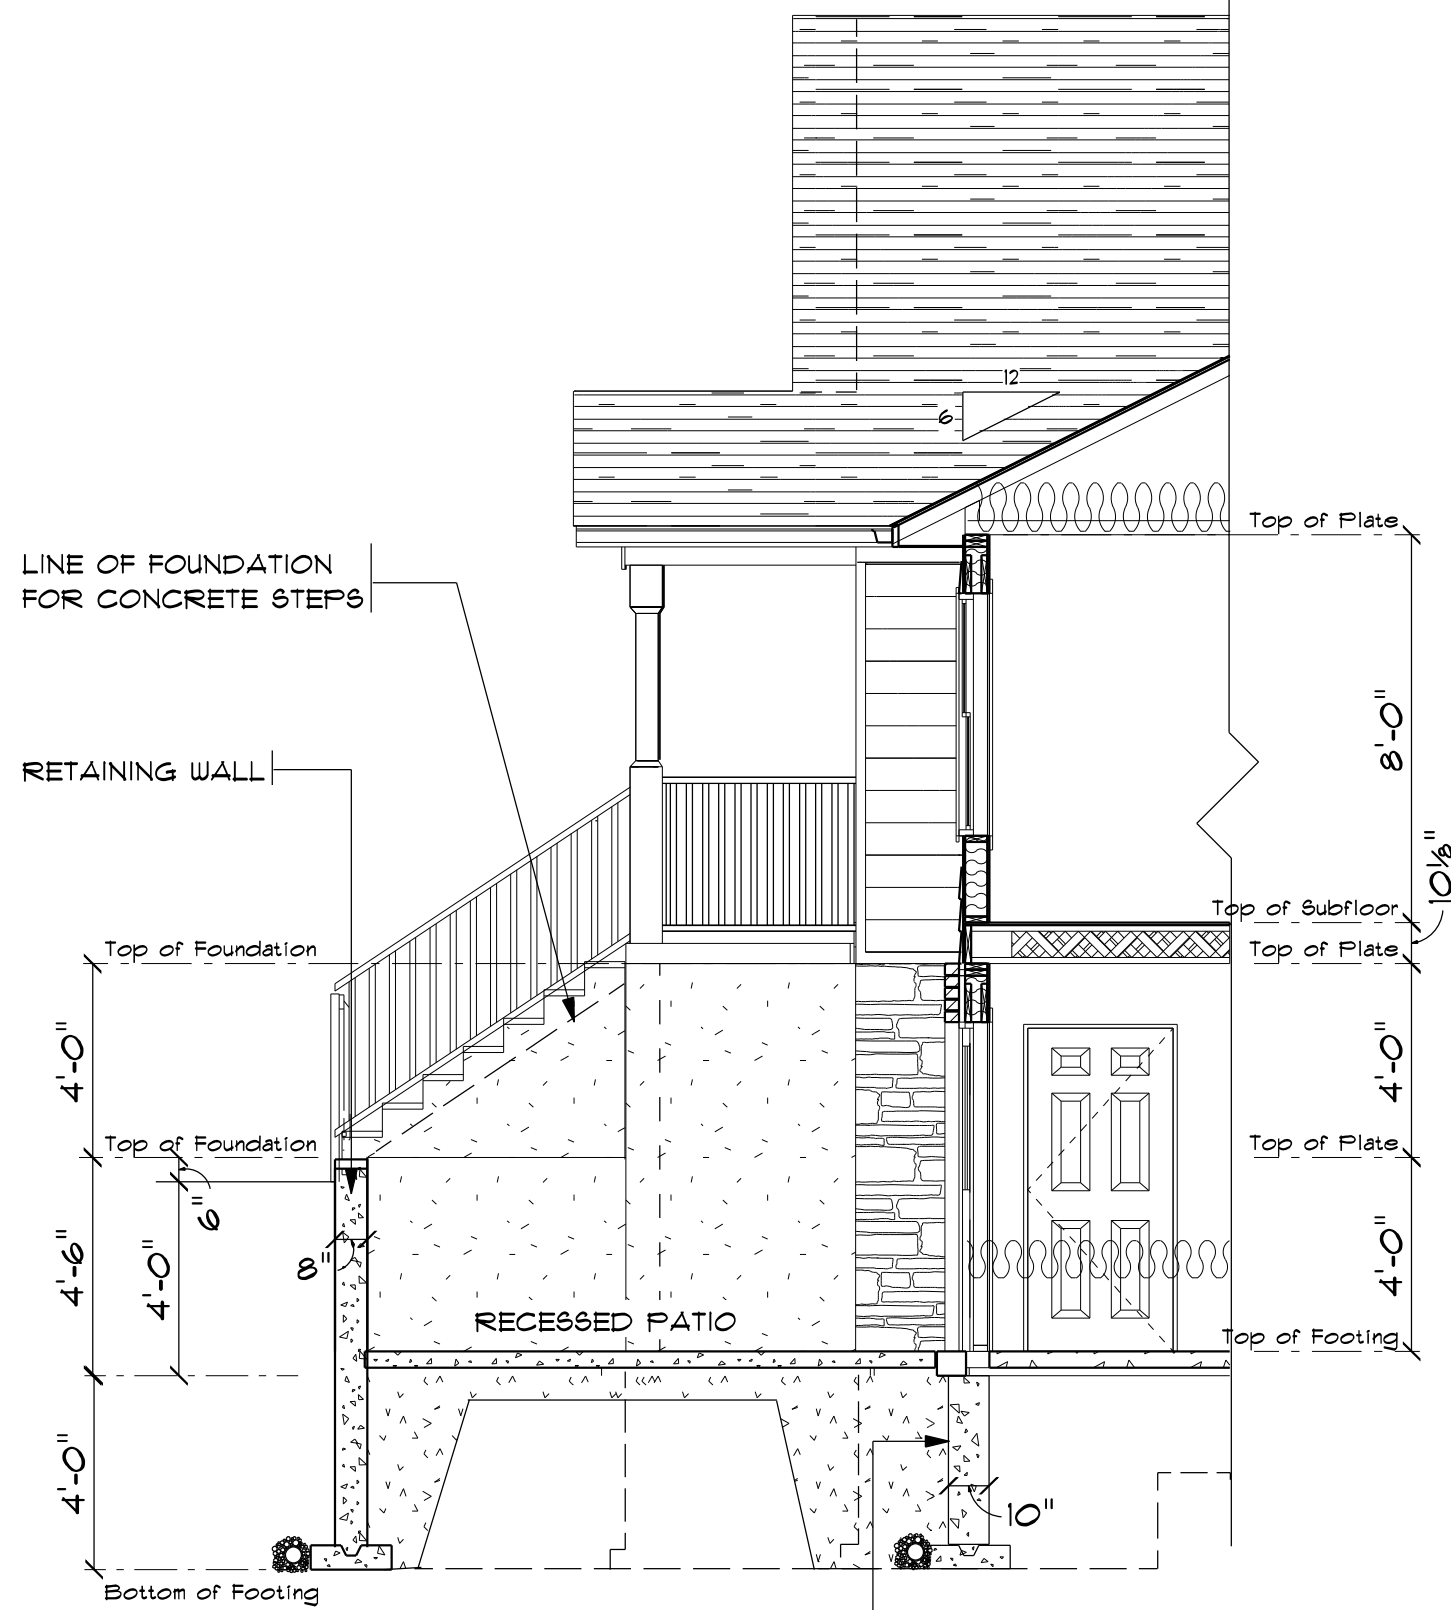 12
6
Top of Plate
LINE OF FOUNDATION
FOR CONCRETE STEPS
8'-0"
RETAINING WALL
10⅛"
Top of Subfloor
Top of Foundation
Top of Plate
4'-0"
4'-0"
Top of Foundation
Top of Plate
6"
4'-6"
4'-0"
8"
4'-0"
RECESSED PATIO
Top of Footing
4'-0"
10"
Bottom of Footing